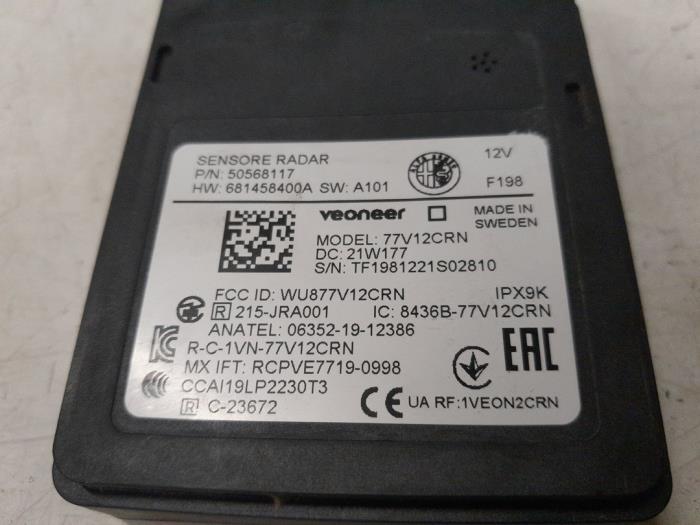 SENSORE RADAR
P/N: 50568117
HW: 681458400A SW: A101
ALFA ROMEO
12V
F198
veoneer
MADE IN
SWEDEN
MODEL: 77V12CRN
DC: 21W177
S/N: TF1981221S02810
FCC ID: WU877V12CRN IPX9K
R 215-JRA001 IC: 8436B-77V12CRN
ANATEL: 06352-19-12386
R-C-1VN-77V12CRN
MX IFT: RCPVE7719-0998
CCAI19LP2230T3
R C-23672
EAC
CE UA RF:1VEON2CRN